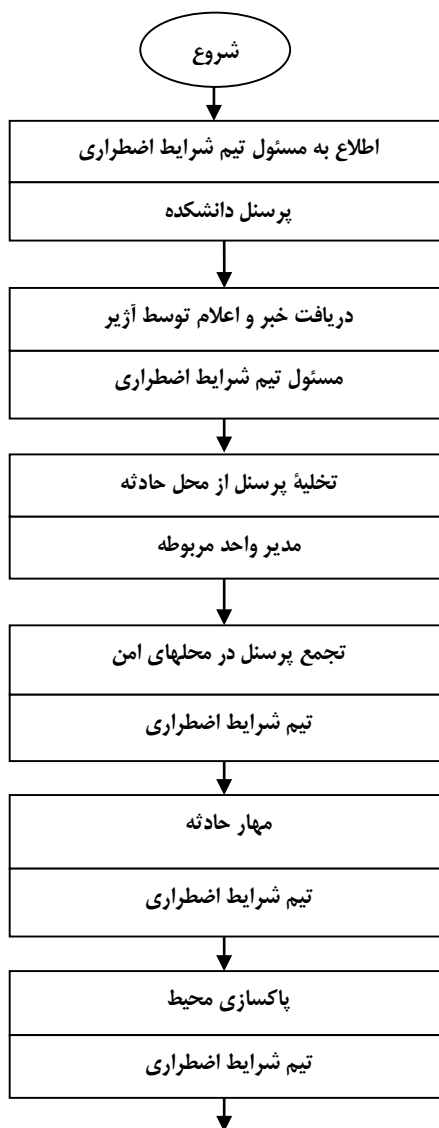 شروع
اطلاع به مسئول تیم شرایط اضطراری
پرسنل دانشکده
دریافت خبر و اعلام توسط آژیر
مسئول تیم شرایط اضطراری
تخلیۀ پرسنل از محل حادثه
مدیر واحد مربوطه
تجمع پرسنل در محلهای امن
تیم شرایط اضطراری
مهار حادثه
تیم شرایط اضطراری
پاکسازی محیط
تیم شرایط اضطراری